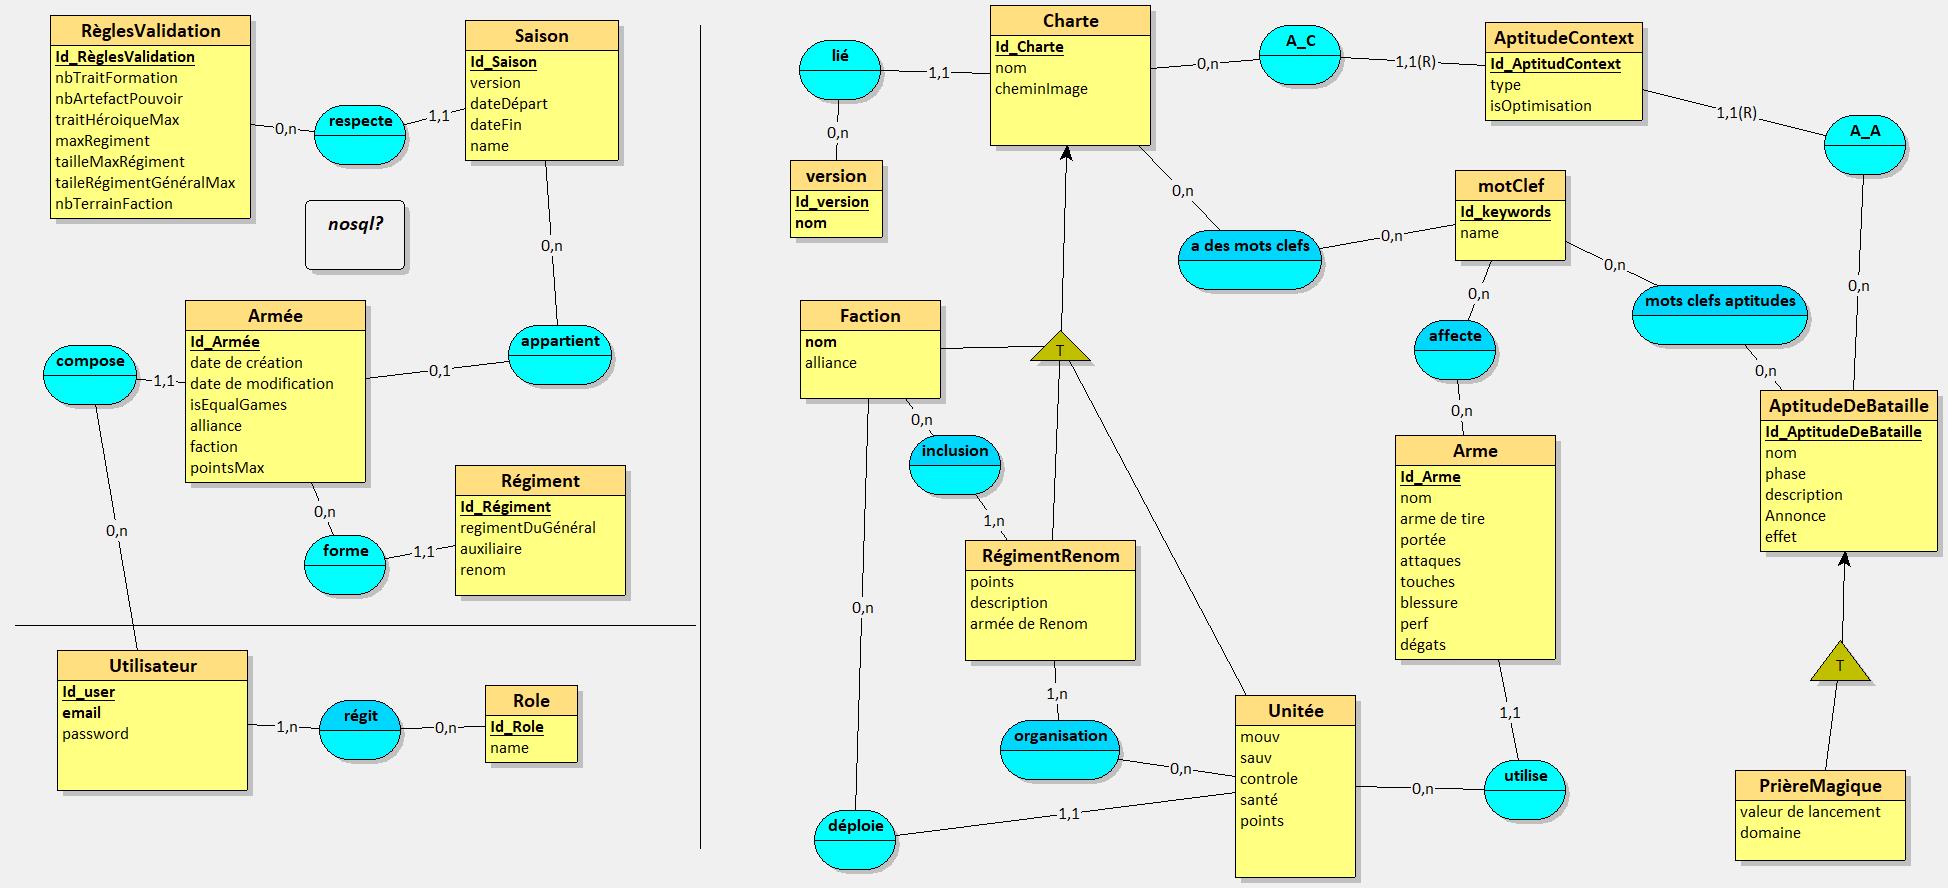 RèglesValidation
Id_RèglesValidation
nbTraitFormation
nbArtefactPouvoir
traitHéroiqueMax
maxRegiment
tailleMaxRégiment
taileRégimentGénéralMax
nbTerrainFaction
0,n
respecte
1,1
Saison
Id_Saison
version
dateDépart
dateFin
name
nosql?
0,n
Armée
Id_Armée
date de création
date de modification
isEqualGames
alliance
faction
pointsMax
compose
1,1
0,1
appartient
0,n
0,n
forme
1,1
Régiment
Id_Régiment
regimentDuGénéral
auxiliaire
renom
Utilisateur
Id_user
email
password
1,n
régit
0,n
Role
Id_Role
name
lié
1,1
0,n
version
Id_version
nom
Charte
Id_Charte
nom
cheminImage
0,n
A_C
1,1(R)
AptitudeContext
Id_AptitudContext
type
isOptimisation
1,1(R)
A_A
0,n
0,n
a des mots clefs
0,n
motClef
Id_keywords
name
0,n
mots clefs aptitudes
0,n
0,n
affecte
0,n
Faction
nom
alliance
T
0,n
inclusion
1,n
RégimentRenom
points
description
armée de Renom
0,n
1,n
organisation
0,n
déploie
1,1
Unitée
mouv
sauv
controle
santé
points
0,n
utilise
1,1
Arme
Id_Arme
nom
arme de tire
portée
attaques
touches
blessure
perf
dégats
AptitudeDeBataille
Id_AptitudeDeBataille
nom
phase
description
Annonce
effet
T
PrièreMagique
valeur de lancement
domaine